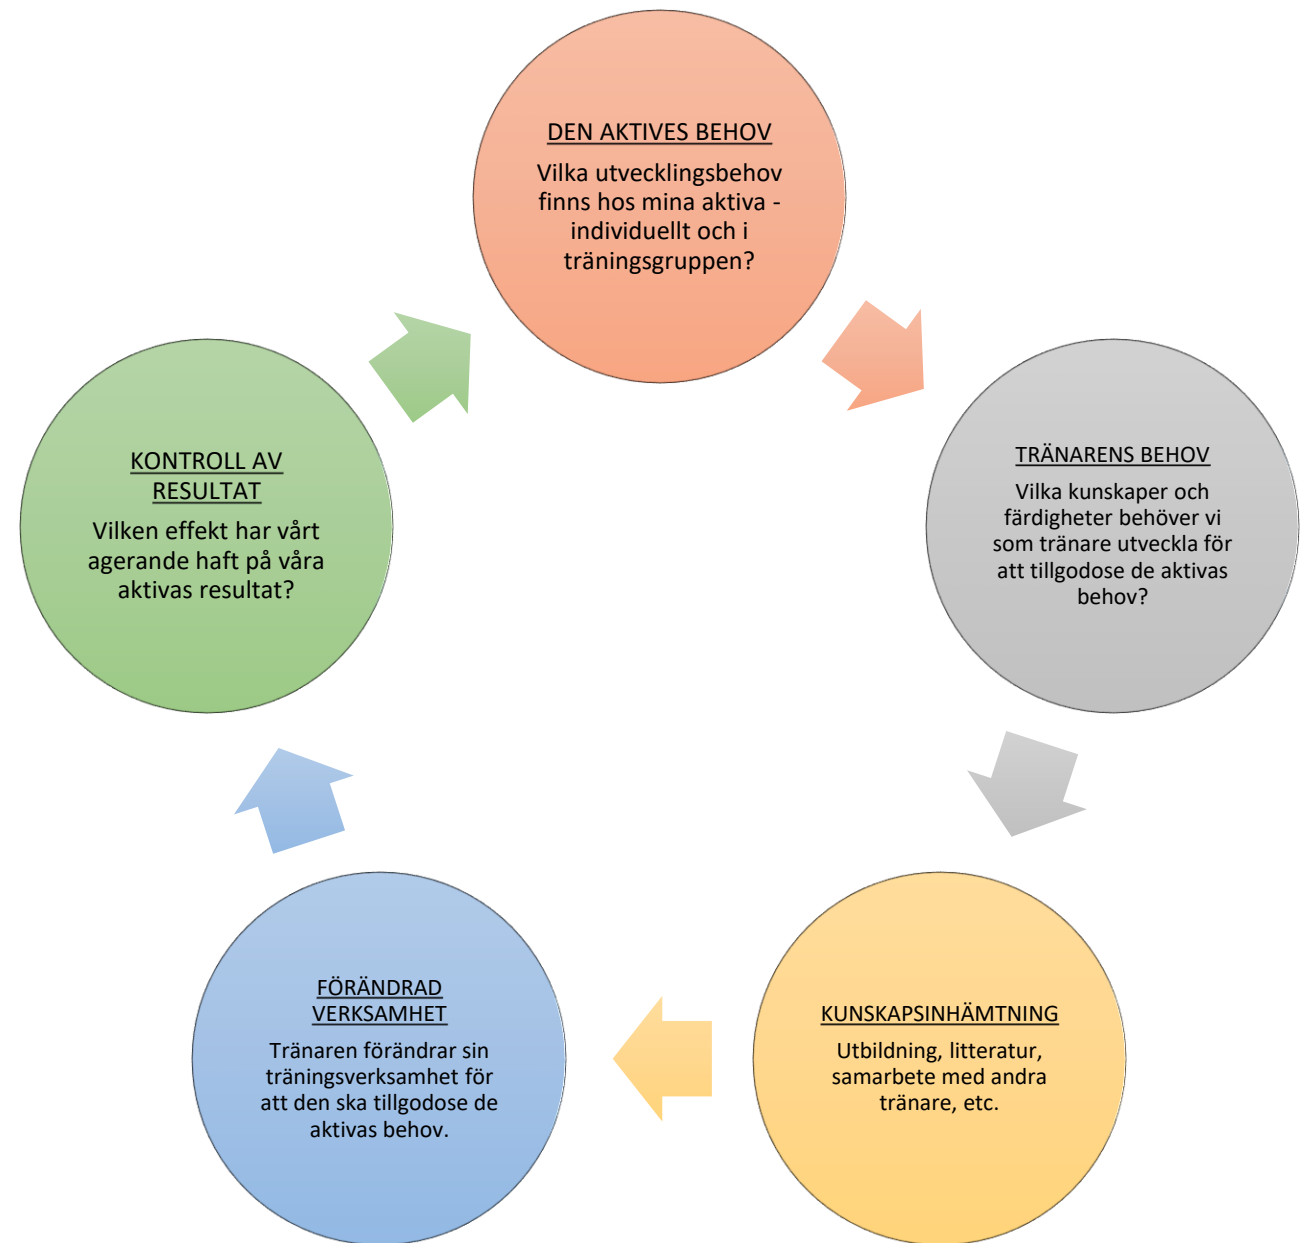 DEN AKTIVES BEHOV
Vilka utvecklingsbehov
finns hos mina aktiva -
individuellt och i
träningsgruppen?
TRÄNARENS BEHOV
Vilka kunskaper och
färdigheter behöver vi
som tränare utveckla för
att tillgodose de aktivas
behov?
KUNSKAPSINHÄMTNING
Utbildning, litteratur,
samarbete med andra
tränare, etc.
FÖRÄNDRAD
VERKSAMHET
Tränaren förändrar sin
träningsverksamhet för
att den ska tillgodose de
aktivas behov.
KONTROLL AV
RESULTAT
Vilken effekt har vårt
agerande haft på våra
aktivas resultat?